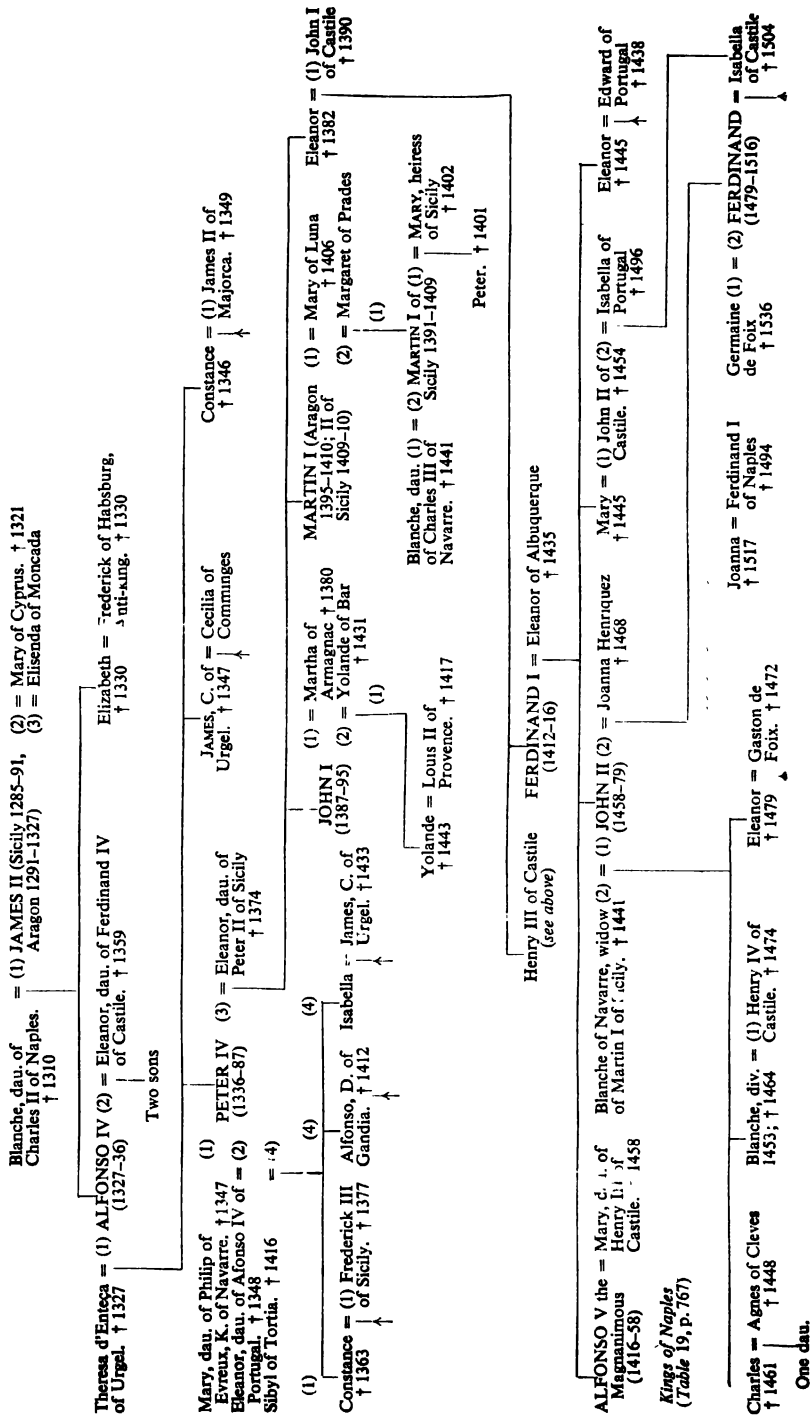 Blanche, dau. of
Charles II of Naples.
† 1310
= (1) JAMES II (Sicily 1285–91,
Aragon 1291–1327)
(2) = Mary of Cyprus. † 1321
(3) = Elisenda of Moncada
Theresa d'Enteça = (1) ALFONSO IV (2) = Eleanor, dau. of Ferdinand IV
of Urgel. † 1327
(1327–36)
of Castile. † 1359
Two sons
Elizabeth = Frederick of Habsburg,
† 1330
anti-king. † 1330
Mary, dau. of Philip of (1)
Evreux, K. of Navarre. † 1347
Eleanor, dau. of Afonso IV of = (2)
Portugal. † 1348
Sibyl of Tortia. † 1416 = (4)
PETER IV (3) = Eleanor, dau. of
(1336–87)
Peter II of Sicily
† 1374
JAMES, C. of = Cecilia of
Urgel. † 1347
Comminges
Constance = (1) James II of
† 1346
Majorca. † 1349
(1)
(4)
(4)
Constance = (1) Frederick III
† 1363
of Sicily. † 1377
Alfonso, D. of
Gandia. † 1412
Isabella = James, C. of
Urgel. † 1433
JOHN I
(1387–95)
(1) = Martha of
Armagnac † 1380
(2) = Yolande of Bar
† 1431
(1)
MARTIN I (Aragon
1395–1410; II of
Sicily 1409–10)
(1) = Mary of Luna
† 1406
(2) = Margaret of Prades
(1)
Eleanor = (1) John I
† 1382
of Castile
† 1390
Yolande = Louis II of
† 1443
Provence. † 1417
Blanche, dau. (1) = (2) MARTIN I of (1) = MARY, heiress
of Charles III of
Navarre. † 1441
Sicily 1391–1409
of Sicily
† 1402
Peter. † 1401
Henry III of Castile
(see above)
FERDINAND I = Eleanor of Albuquerque
(1412–16)
† 1435
ALFONSO V the = Mary, dau. of
Magnanimous
(1416–58)
Henry III of
Castile. 1458
Kings of Naples
(Table 19, p. 767)
Blanche of Navarre, widow (2) = (1) JOHN II (2) = Joanna Henriquez
of Martin I of Sicily. † 1441
(1458–79)
† 1468
Mary = (1) John II of (2) = Isabella of
† 1445
Castile. † 1454
Portugal
† 1496
Eleanor = Edward of
† 1445
Portugal
† 1438
Charles = Agnes of Cleves
† 1461
† 1448
One dau.
Blanche, div. = (1) Henry IV of
1453; † 1464
Castile. † 1474
Eleanor = Gaston de
† 1479
Foix. † 1472
Joanna = Ferdinand I
† 1517
of Naples
† 1494
Germaine (1) = (2) FERDINAND = Isabella
de Foix
† 1536
(1479–1516)
of Castile
† 1504